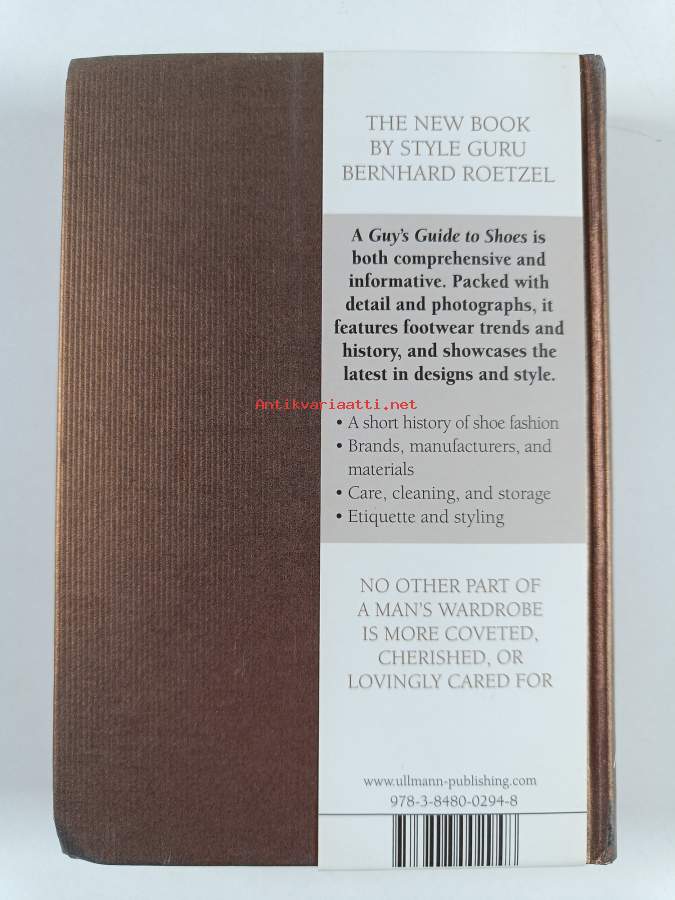 THE NEW BOOK
BY STYLE GURU
BERNHARD ROETZEL
A Guy's Guide to Shoes is
both comprehensive and
informative. Packed with
detail and photographs, it
features footwear trends and
history, and showcases the
latest in designs and style.
Antikvariaatti.net
• A short history of shoe fashion
• Brands, manufacturers, and
materials
• Care, cleaning, and storage
• Etiquette and styling
NO OTHER PART OF
A MAN'S WARDROBE
IS MORE COVETED,
CHERISHED, OR
LOVINGLY CARED FOR
www.ullmann-publishing.com
978-3-8480-0294-8